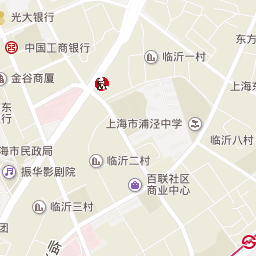 光大银行
中国工商银行
东方
临沂一村
金谷商厦
上海东
东
行
上海市浦泾中学
临沂八村
海市民政局
临沂二村
振华影剧院
百联社区
商业中心
临沂三村
临